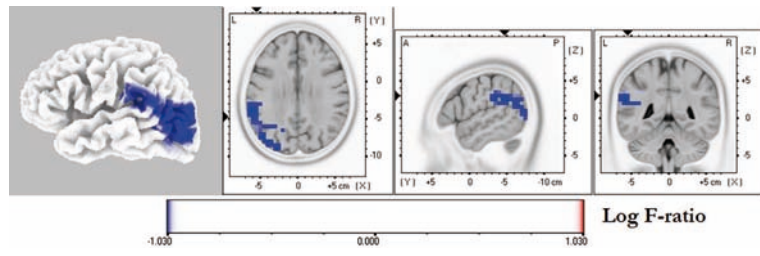 L R (Y)
+5
0
-5
-10
-5 0 +5 cm (X)
A P (Z)
+5
0
-5
(Y) +5 0 -5 -10 cm
L R (Z)
+5
0
-5
-5 0 +5 cm (X)
-1.030 0.000 1.030
Log F-ratio